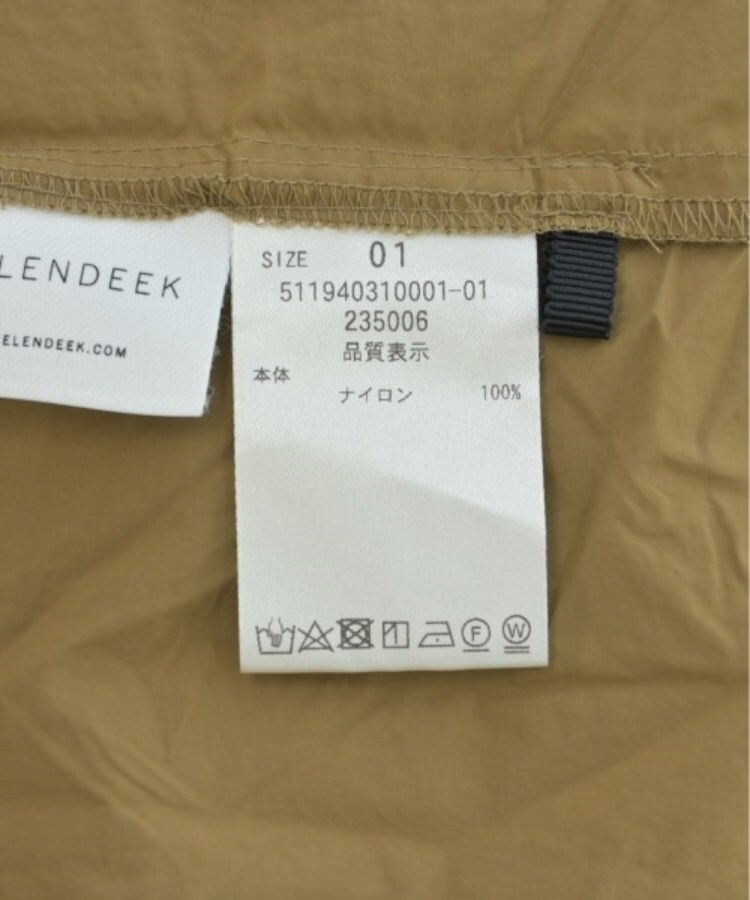 LENDEEK
ELENDEEK.COM
SIZE 01
511940310001-01
235006
品質表示
本体
ナイロン 100%
F W